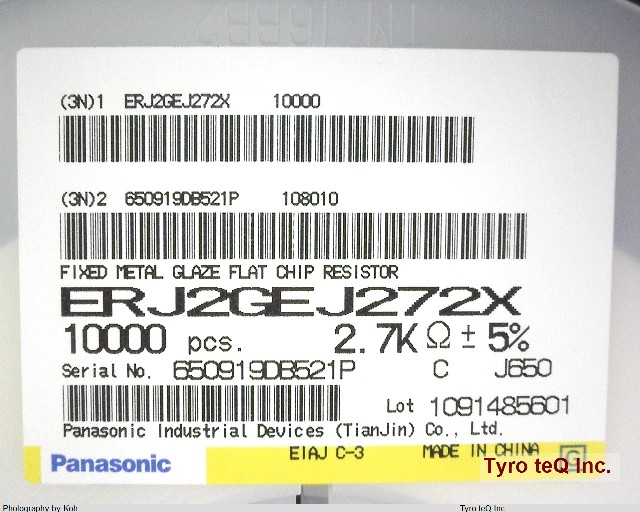 (3N)1 ERJ2GEJ272X 10000
(3N)2 650919DB521P 108010
FIXED METAL GLAZE FLAT CHIP RESISTOR
ERJ2GEJ272X
10000 pcs. 2.7K Ω ± 5%
Serial No. 650919DB521P C J650
Lot 1091485601
Panasonic Industrial Devices (TianJin) Co., Ltd.
EIAJ C-3 MADE IN CHINA
Panasonic
Tyro teQ Inc.
Photography by Koh Tyro teQ Inc